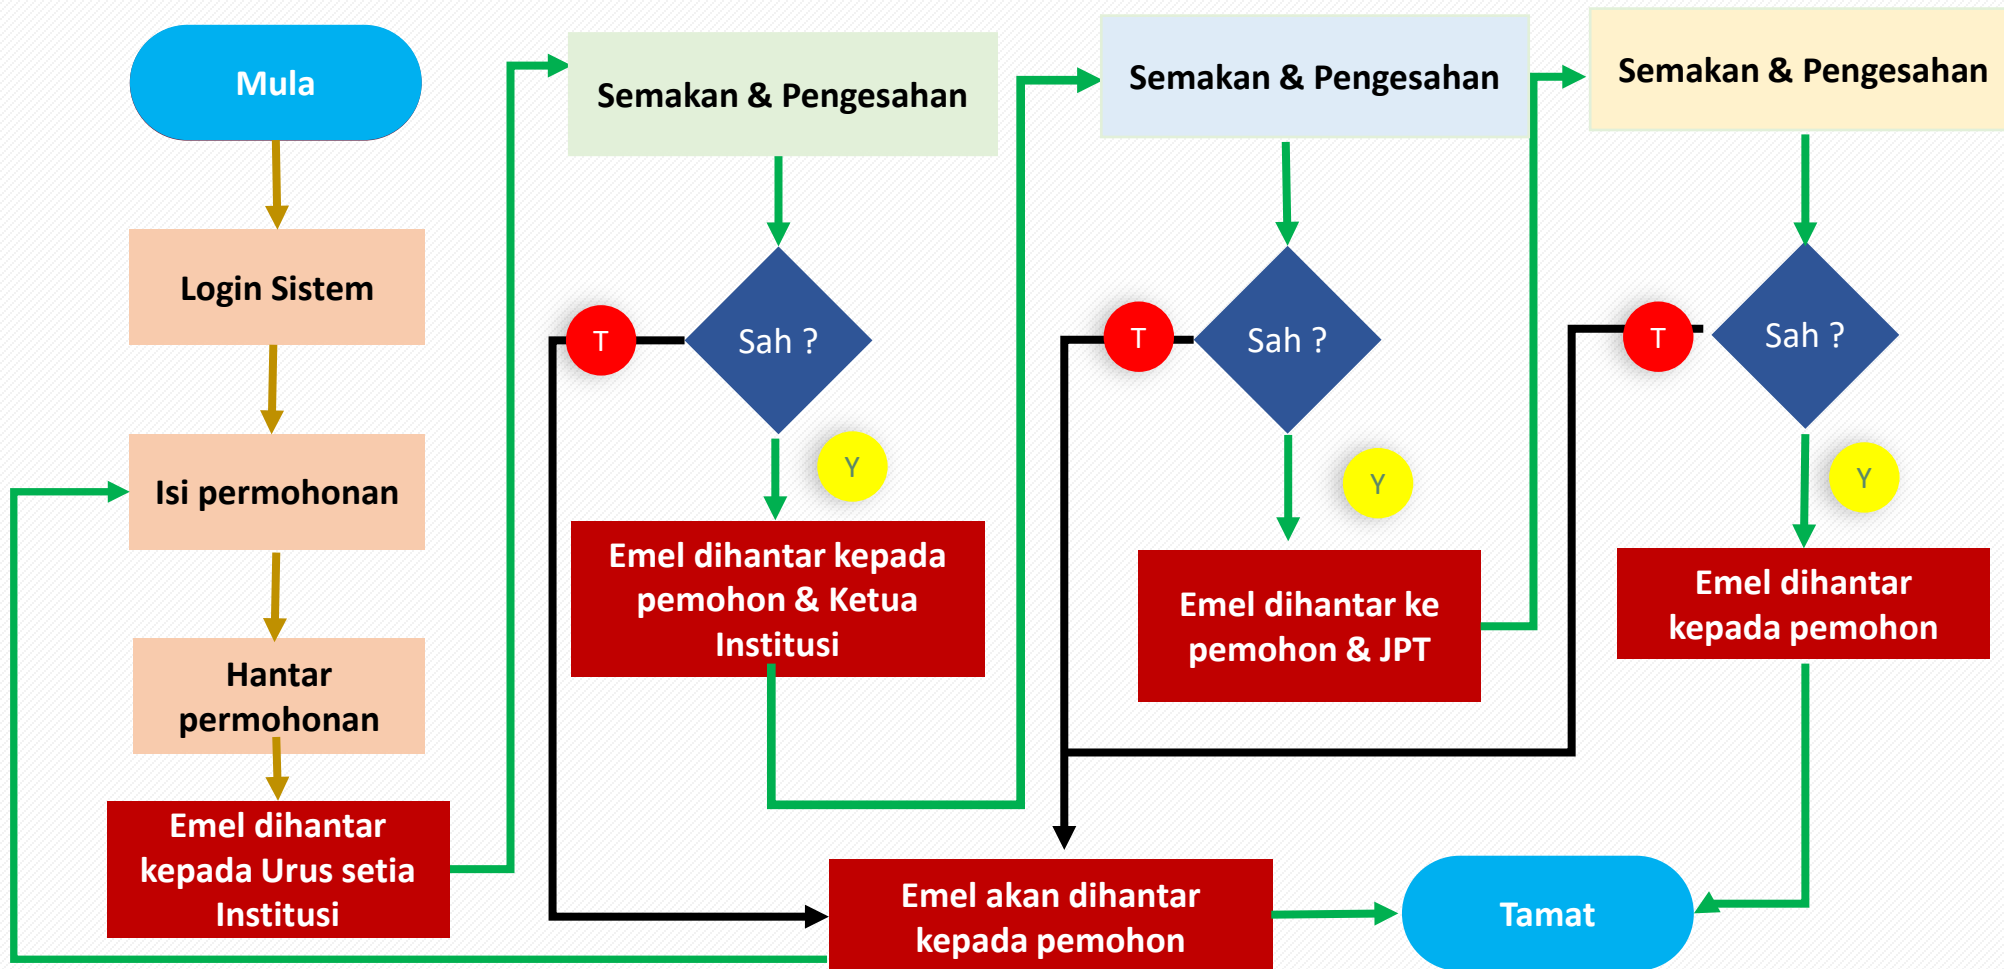 Mula
Login Sistem
Isi permohonan
Hantar
permohonan
Emel dihantar
kepada Urus setia
Institusi
Semakan & Pengesahan
Sah ?
T
Y
Emel dihantar kepada
pemohon & Ketua
Institusi
Semakan & Pengesahan
Sah ?
T
Y
Emel dihantar ke
pemohon & JPT
Semakan & Pengesahan
Sah ?
T
Y
Emel dihantar
kepada pemohon
Emel akan dihantar
kepada pemohon
Tamat